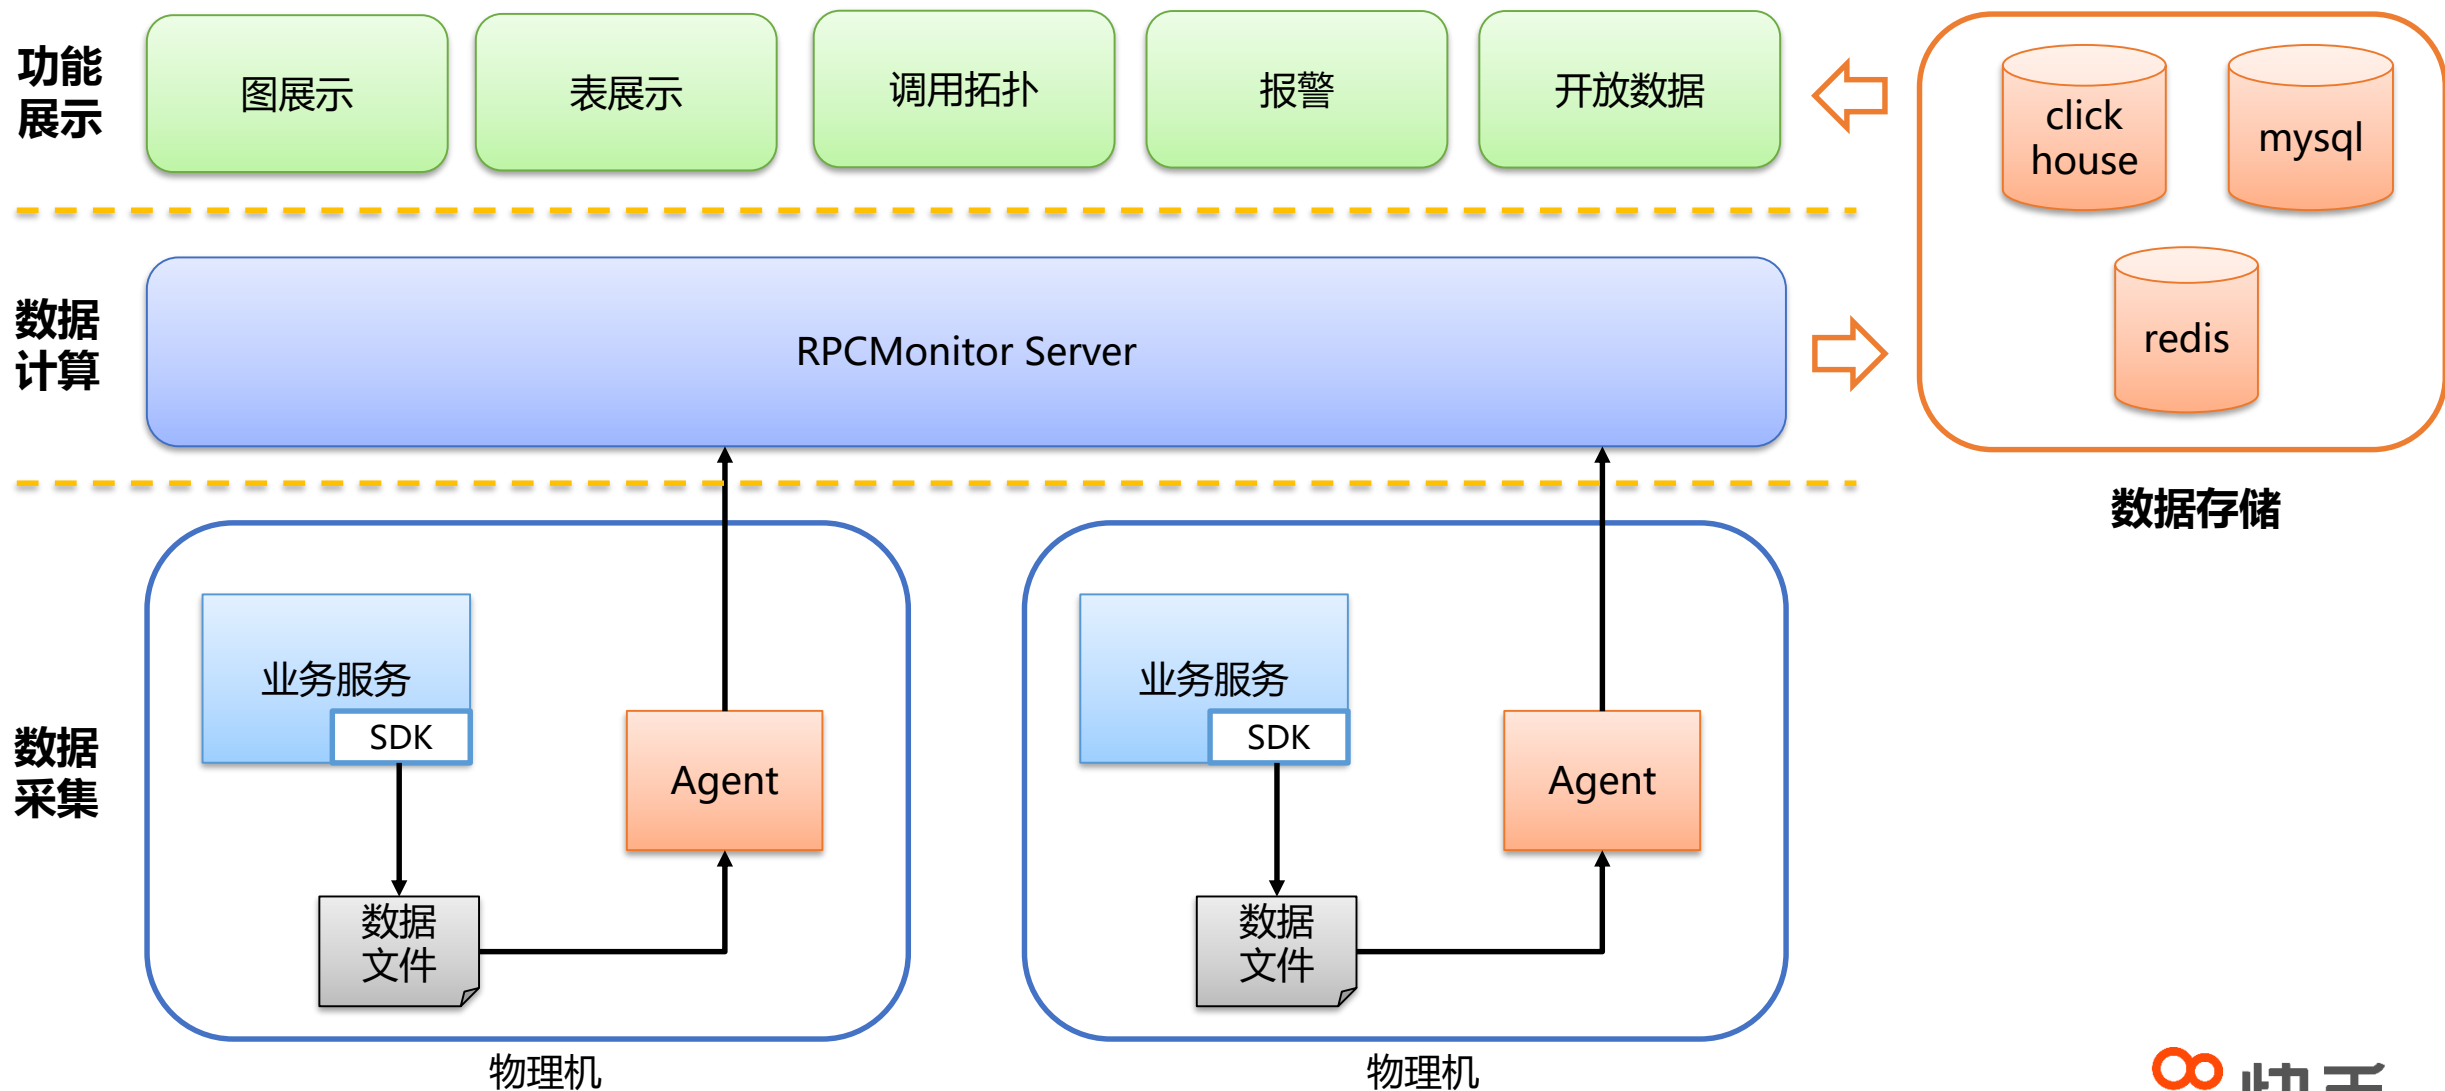 功能
展示
图展示
表展示
调用拓扑
报警
开放数据
click
house
mysql
redis
数据
计算
RPCMonitor Server
数据存储
数据
采集
业务服务
SDK
Agent
数据
文件
物理机
业务服务
SDK
Agent
数据
文件
物理机